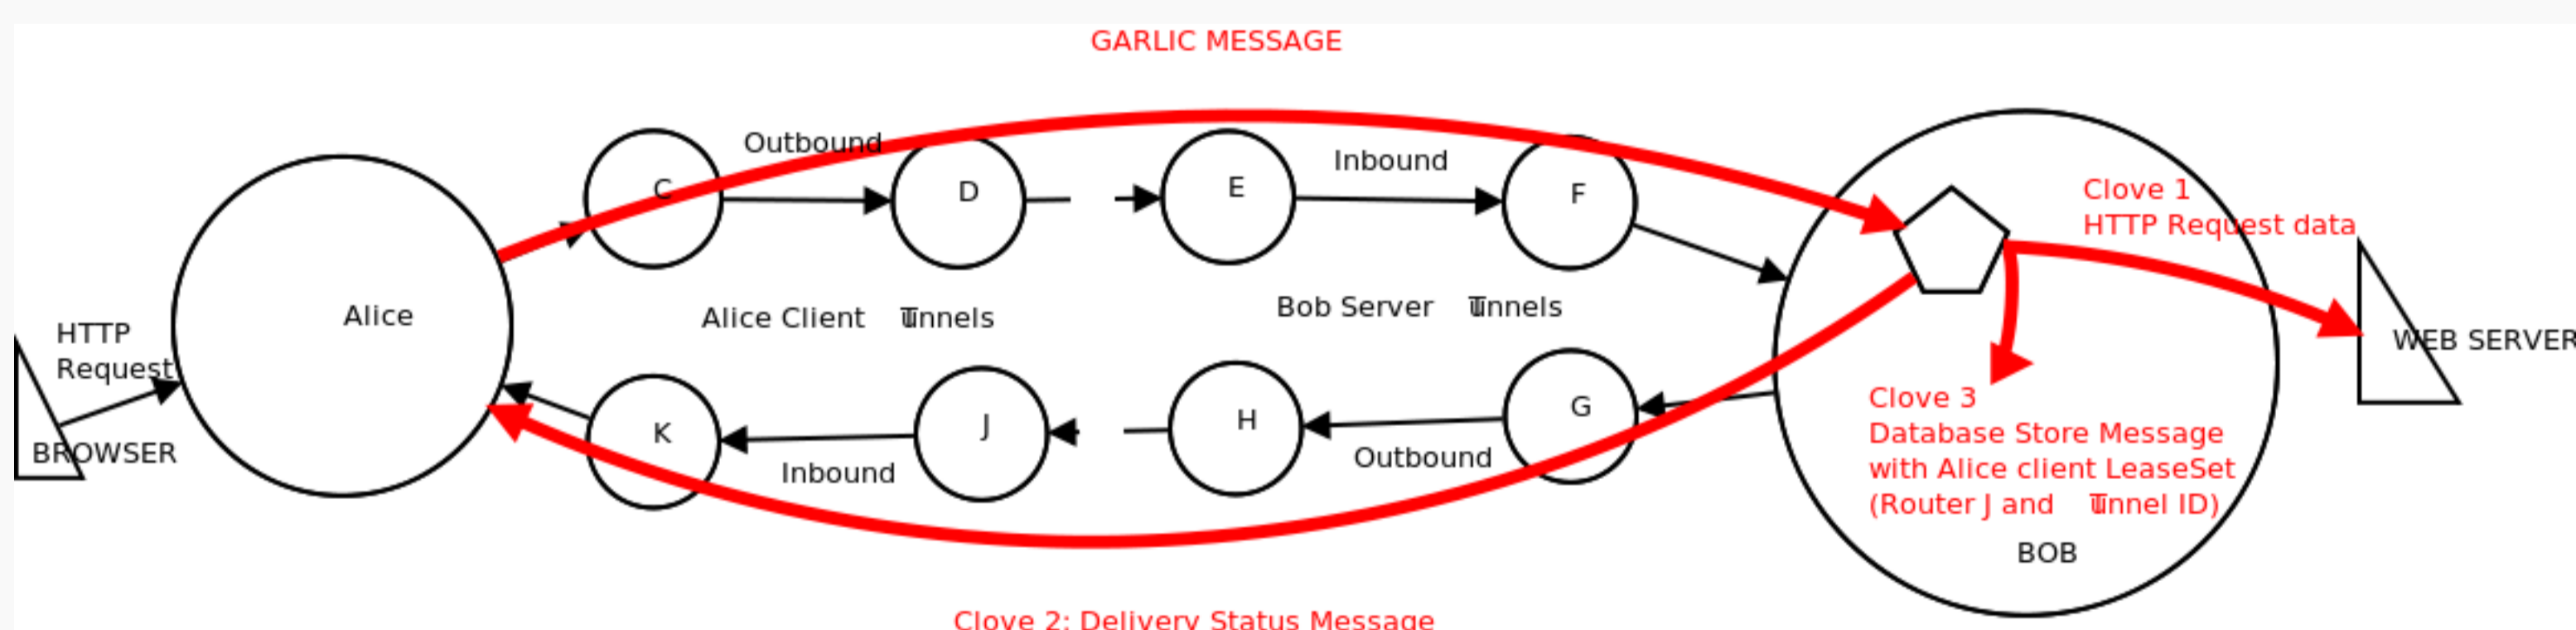 GARLIC MESSAGE
Outbound
Inbound
C
D
E
F
Clove 1
HTTP Request data
Alice
Alice Client Tunnels
Bob Server Tunnels
HTTP
Request
WEB SERVER
BROWSER
K
J
H
G
Inbound
Outbound
Clove 3
Database Store Message
with Alice client LeaseSet
(Router J and Tunnel ID)
BOB
Clove 2: Delivery Status Message